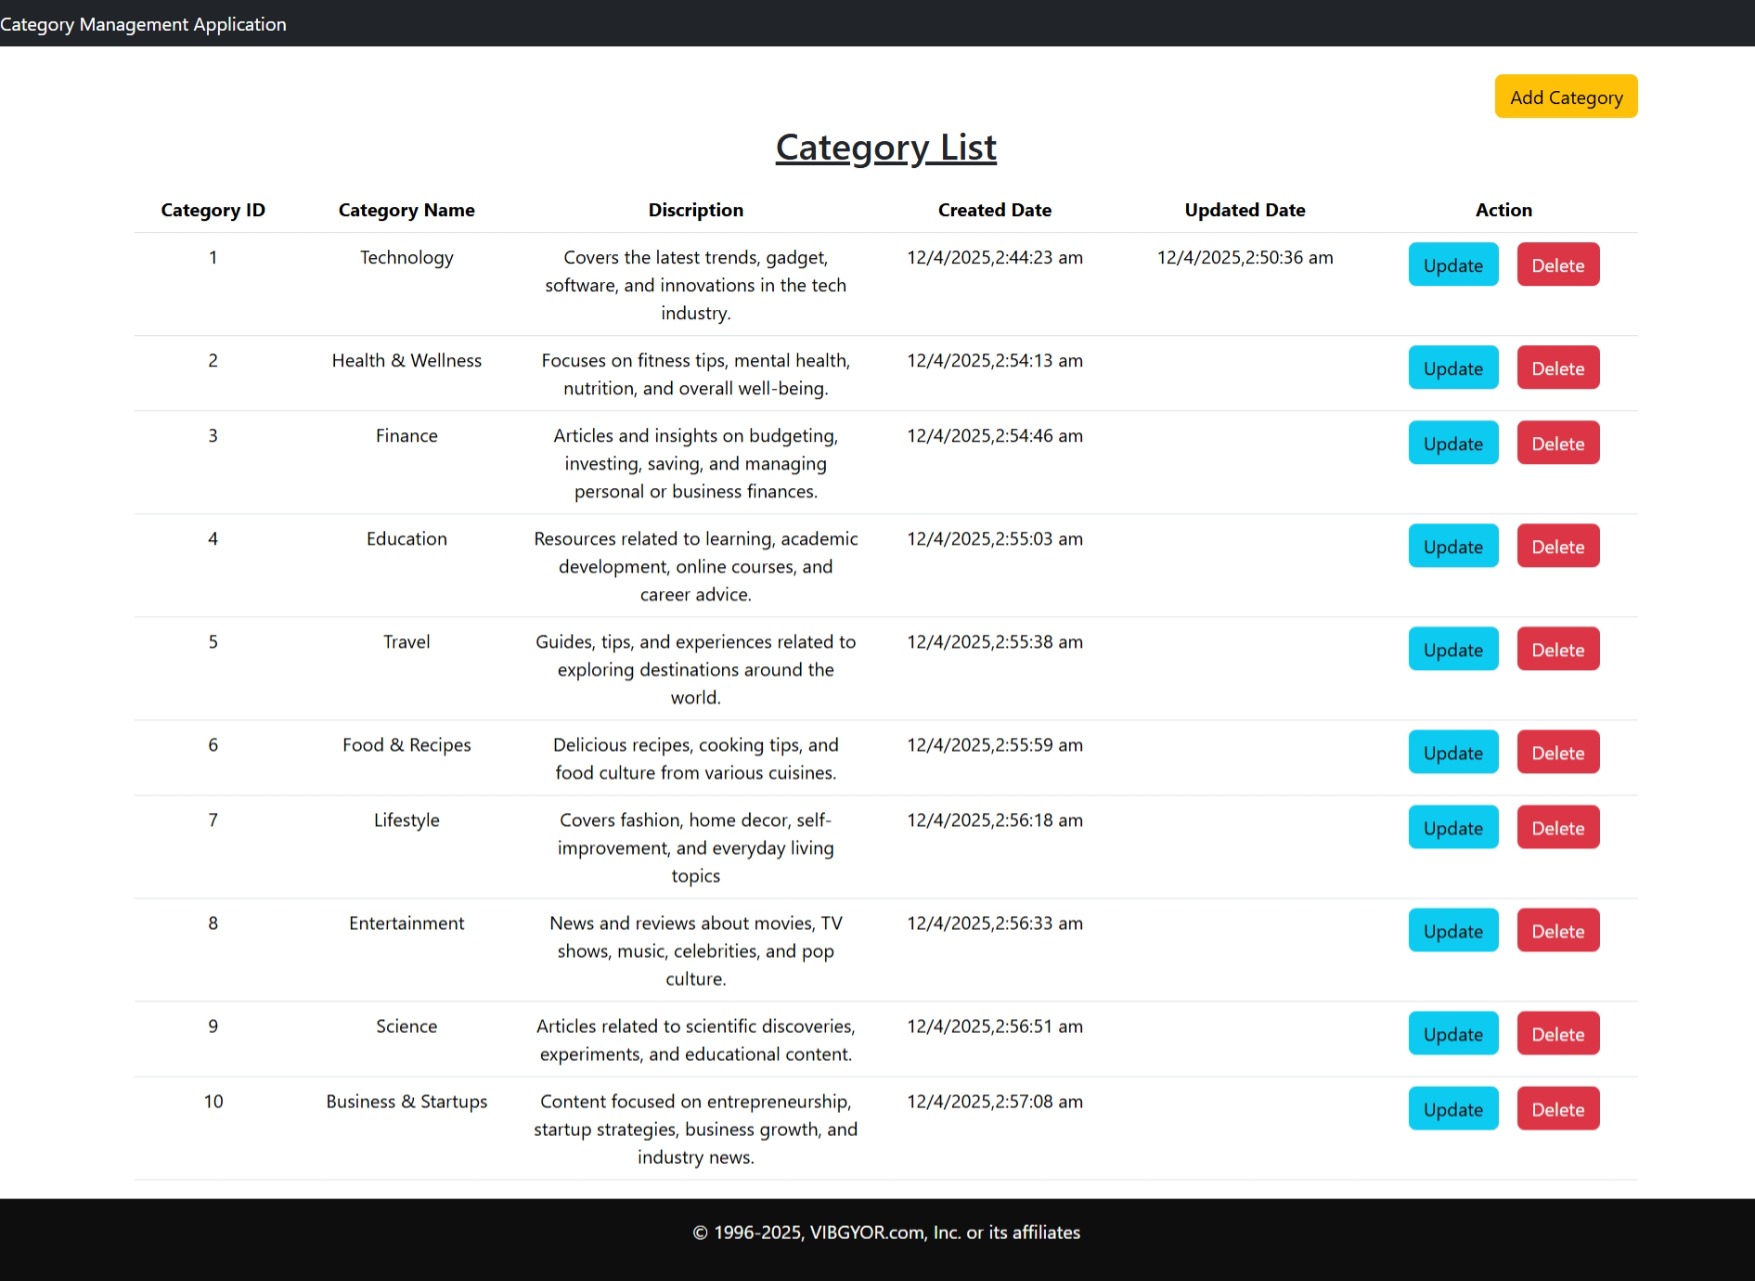 Category Management Application
Add Category
Category List
Category ID Category Name Discription Created Date Updated Date Action
1 Technology Covers the latest trends, gadget, 12/4/2025,2:44:23 am 12/4/2025,2:50:36 am Update Delete
software, and innovations in the tech
industry.
2 Health & Wellness Focuses on fitness tips, mental health, 12/4/2025,2:54:13 am Update Delete
nutrition, and overall well-being.
3 Finance Articles and insights on budgeting, 12/4/2025,2:54:46 am Update Delete
investing, saving, and managing
personal or business finances.
4 Education Resources related to learning, academic 12/4/2025,2:55:03 am Update Delete
development, online courses, and
career advice.
5 Travel Guides, tips, and experiences related to 12/4/2025,2:55:38 am Update Delete
exploring destinations around the
world.
6 Food & Recipes Delicious recipes, cooking tips, and 12/4/2025,2:55:59 am Update Delete
food culture from various cuisines.
7 Lifestyle Covers fashion, home decor, self- 12/4/2025,2:56:18 am Update Delete
improvement, and everyday living
topics
8 Entertainment News and reviews about movies, TV 12/4/2025,2:56:33 am Update Delete
shows, music, celebrities, and pop
culture.
9 Science Articles related to scientific discoveries, 12/4/2025,2:56:51 am Update Delete
experiments, and educational content.
10 Business & Startups Content focused on entrepreneurship, 12/4/2025,2:57:08 am Update Delete
startup strategies, business growth, and
industry news.
© 1996-2025, VIBGYOR.com, Inc. or its affiliates